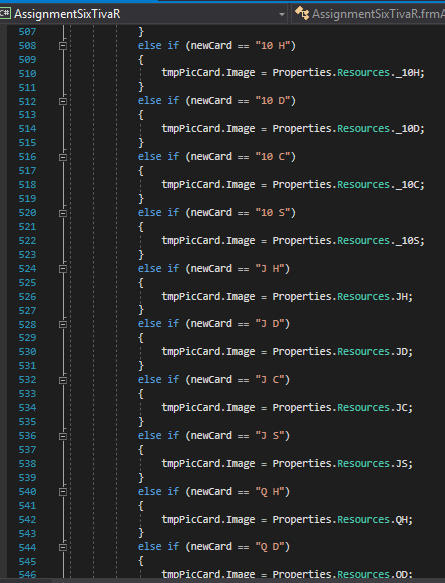 C# AssignmentSixTivaR AssignmentSixTivaR.frmA
507 }
508 else if (newCard == "10 H")
509 {
510 tmpPicCard.Image = Properties.Resources._10H;
511 }
512 else if (newCard == "10 D")
513 {
514 tmpPicCard.Image = Properties.Resources._10D;
515 }
516 else if (newCard == "10 C")
517 {
518 tmpPicCard.Image = Properties.Resources._10C;
519 }
520 else if (newCard == "10 S")
521 {
522 tmpPicCard.Image = Properties.Resources._10S;
523 }
524 else if (newCard == "J H")
525 {
526 tmpPicCard.Image = Properties.Resources.JH;
527 }
528 else if (newCard == "J D")
529 {
530 tmpPicCard.Image = Properties.Resources.JD;
531 }
532 else if (newCard == "J C")
533 {
534 tmpPicCard.Image = Properties.Resources.JC;
535 }
536 else if (newCard == "J S")
537 {
538 tmpPicCard.Image = Properties.Resources.JS;
539 }
540 else if (newCard == "Q H")
541 {
542 tmpPicCard.Image = Properties.Resources.QH;
543 }
544 else if (newCard == "Q D")
545 {
546 tmpPicCard.Image = Properties.Resources.QD;